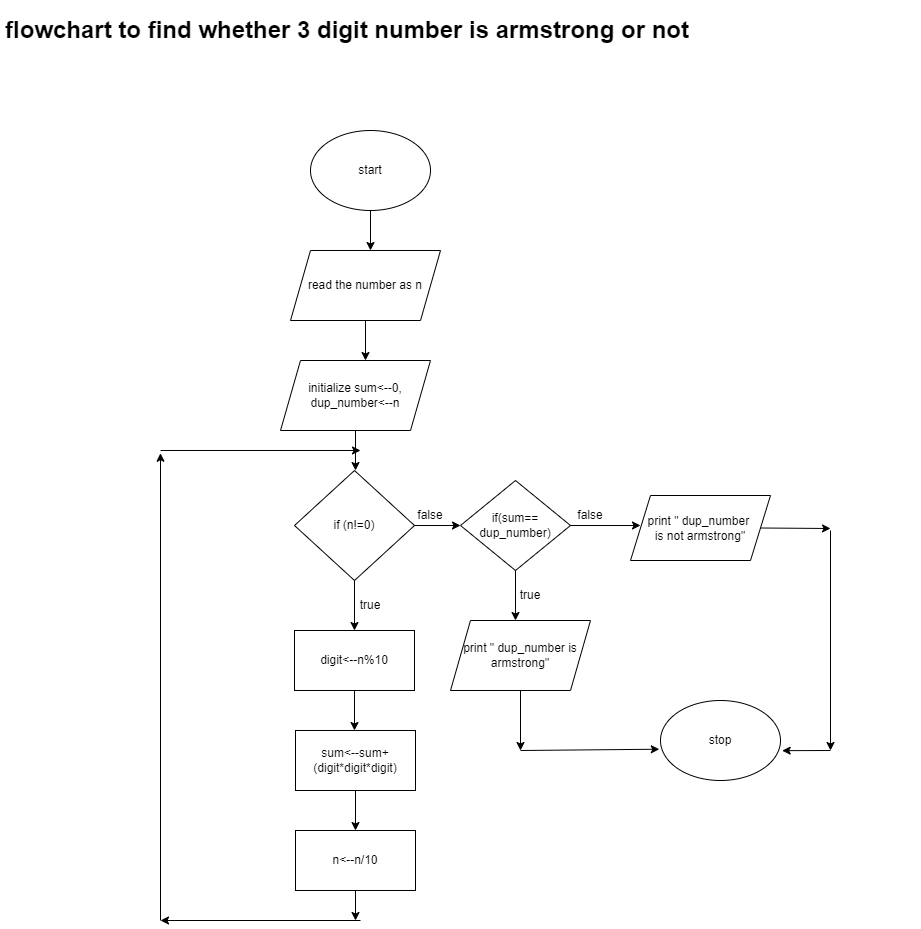 flowchart to find whether 3 digit number is armstrong or not
start
read the number as n
initialize sum<--0,
dup_number<--n
if (n!=0)
false
if(sum==
dup_number)
false
print " dup_number
is not armstrong"
true
true
digit<--n%10
print " dup_number is
armstrong"
sum<--sum+
(digit*digit*digit)
stop
n<--n/10